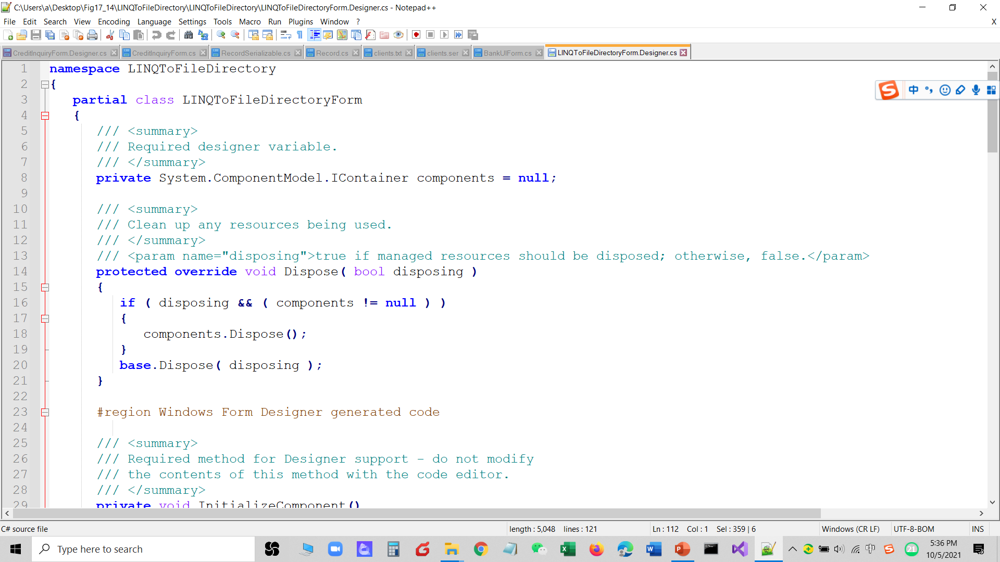 C:\Users\a\Desktop\Fig17_14\LINQToFileDirectory\LINQToFileDirectory\LINQToFileDirectoryForm.Designer.cs - Notepad++
File Edit Search View Encoding Language Settings Tools Macro Run Plugins Window ? X
CreditInquiryForm.Designer.cs CreditInquiryForm.cs RecordSerializable.cs Record.cs clients.txt clients.ser BankUIForm.cs LINQToFileDirectoryForm.Designer.cs
1 namespace LINQToFileDirectory
2 {
3 partial class LINQToFileDirectoryForm
4 {
5 /// <summary>
6 /// Required designer variable.
7 /// </summary>
8 private System.ComponentModel.IContainer components = null;
9
10 /// <summary>
11 /// Clean up any resources being used.
12 /// </summary>
13 /// <param name="disposing">true if managed resources should be disposed; otherwise, false.</param>
14 protected override void Dispose( bool disposing )
15 {
16 if ( disposing && ( components != null ) )
17 {
18 components.Dispose();
19 }
20 base.Dispose( disposing );
21 }
22
23 #region Windows Form Designer generated code
24
25 /// <summary>
26 /// Required method for Designer support - do not modify
27 /// the contents of this method with the code editor.
28 /// </summary>
29 private void InitializeComponent()
中
C# source file length : 5,048 lines : 121 Ln : 112 Col : 1 Sel : 359 | 6 Windows (CR LF) UTF-8-BOM INS
Type here to search
中 21
5:36 PM
10/5/2021